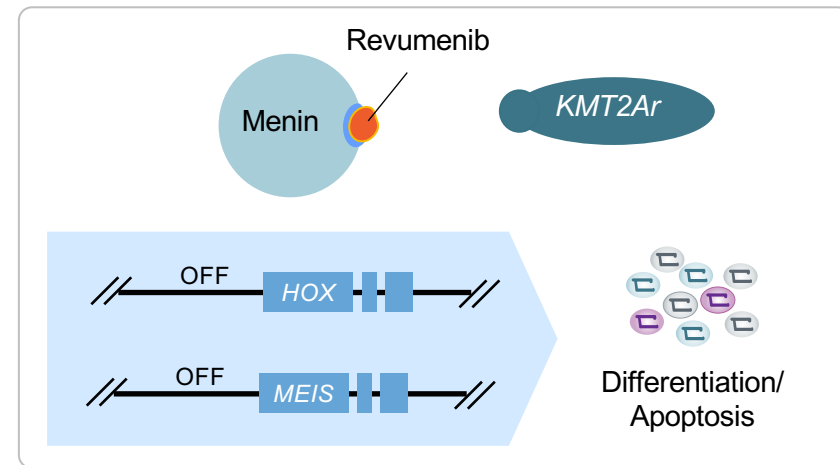 Revumenib
Menin
KMT2Ar
OFF
HOX
OFF
MEIS
Differentiation/
Apoptosis